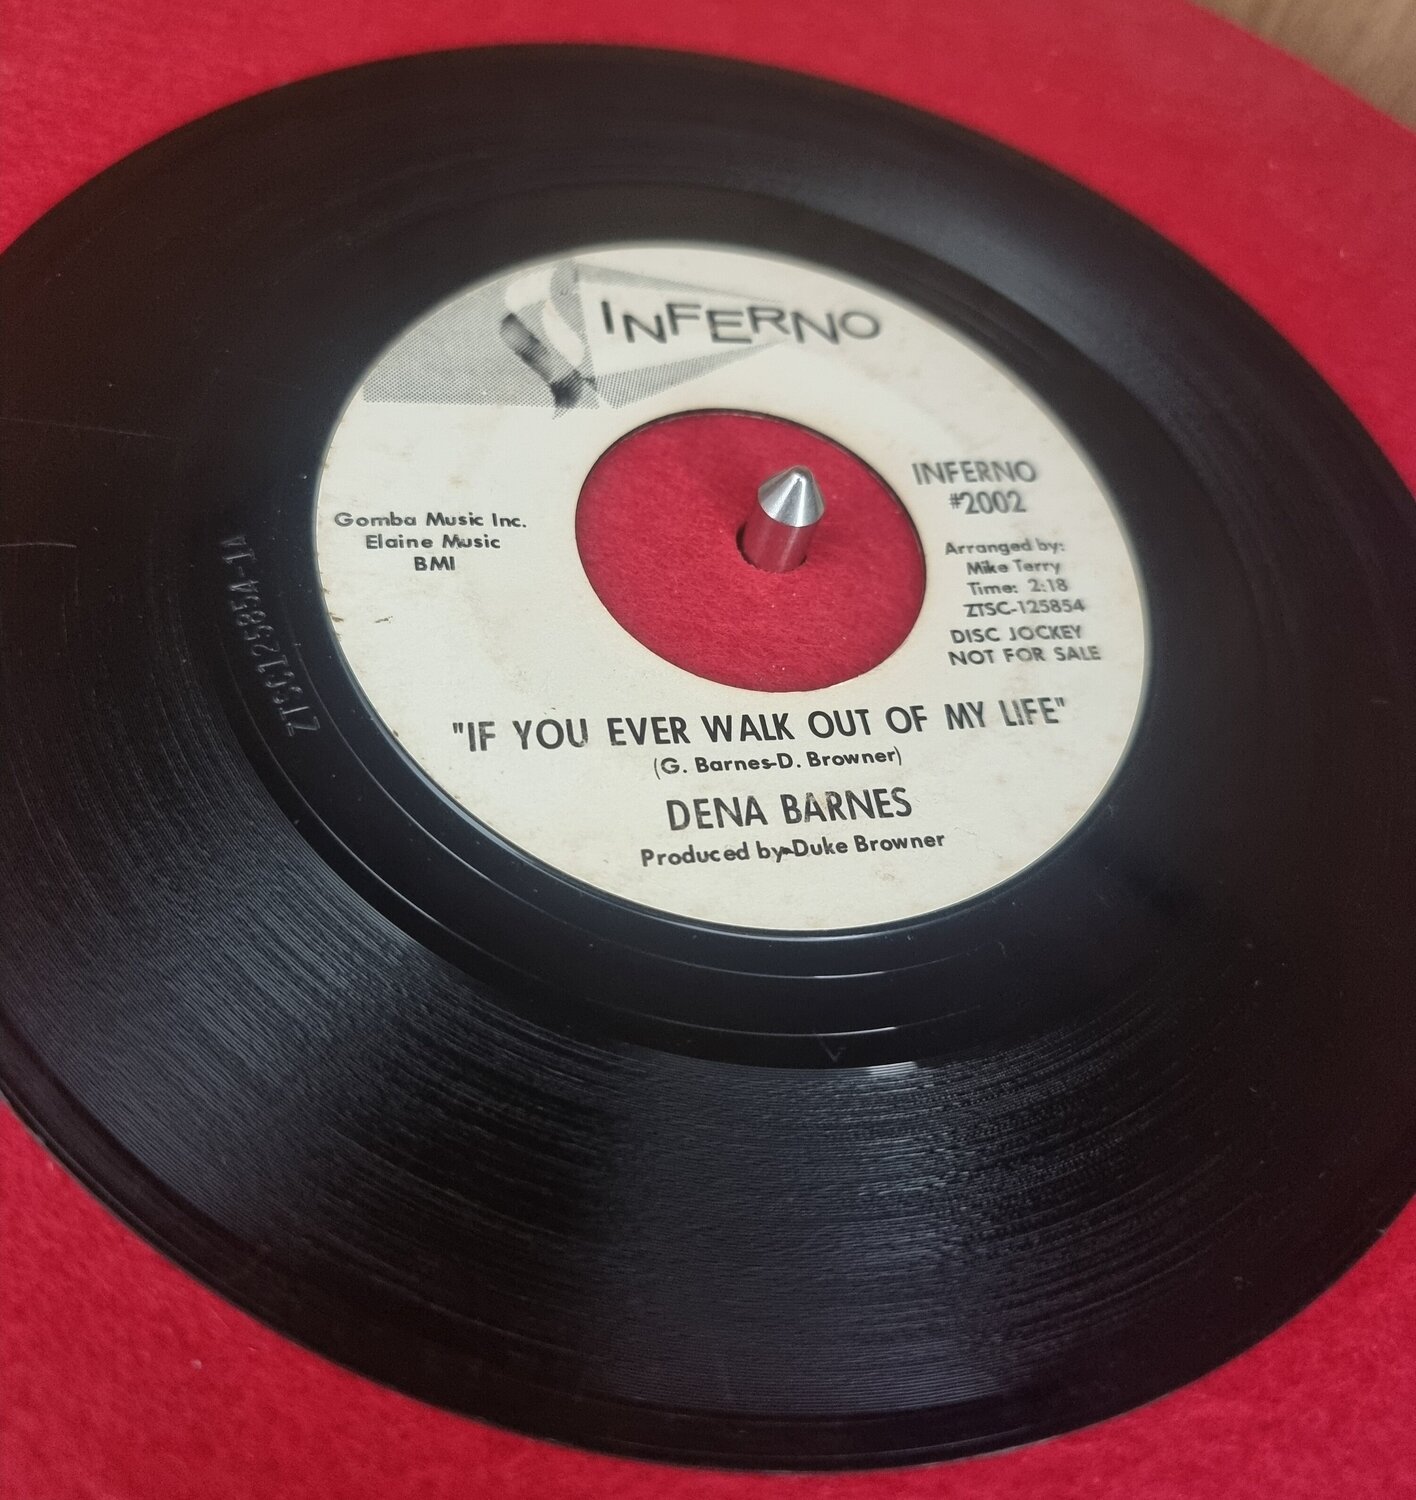 INFERNO
Gomba Music Inc.
Elaine Music
BMI
INFERNO
#2002
Arranged by:
Mike Terry
Time: 2:18
ZTSC-125854
DISC JOCKEY
NOT FOR SALE
"IF YOU EVER WALK OUT OF MY LIFE"
(G. Barnes-D. Browner)
DENA BARNES
Produced by-Duke Browner
ZTSC125854-1A